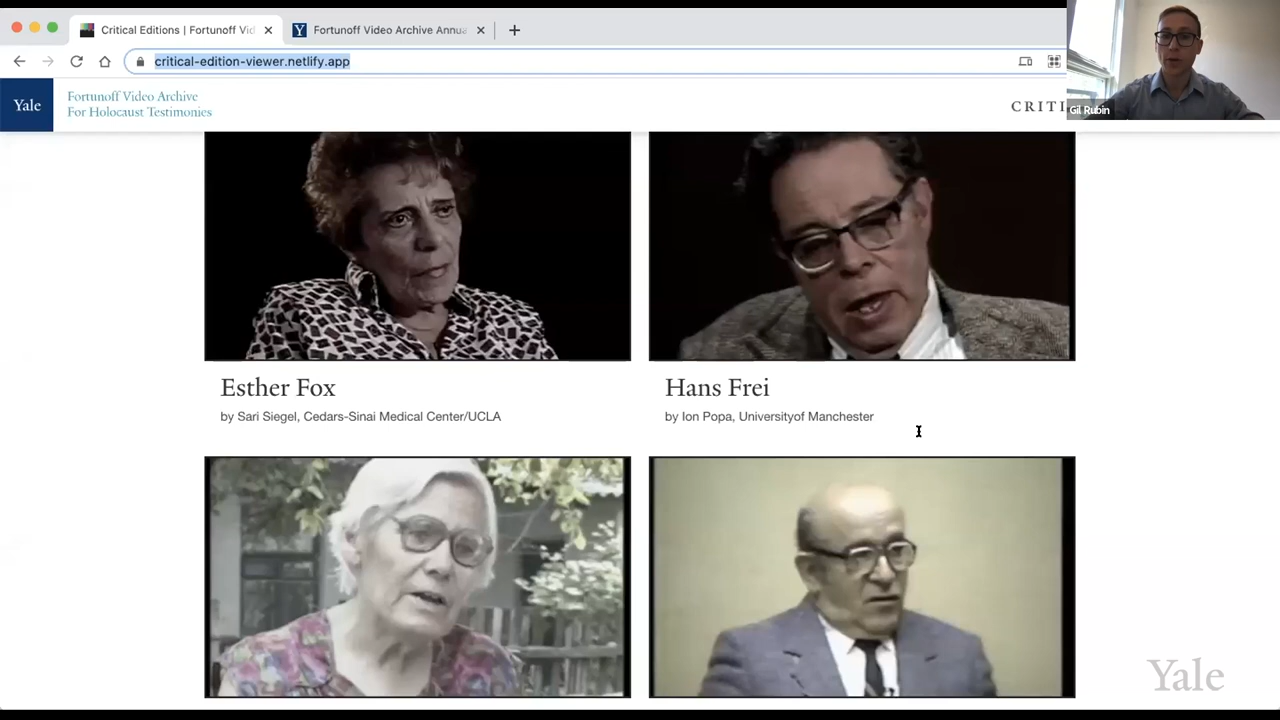 Critical Editions | Fortunoff Vid
Fortunoff Video Archive Annua
critical-edition-viewer.netlify.app
Gil Rubin
Yale
Fortunoff Video Archive
For Holocaust Testimonies
CRITI
Esther Fox
by Sari Siegel, Cedars-Sinai Medical Center/UCLA
Hans Frei
by Ion Popa, Universityof Manchester
Yale